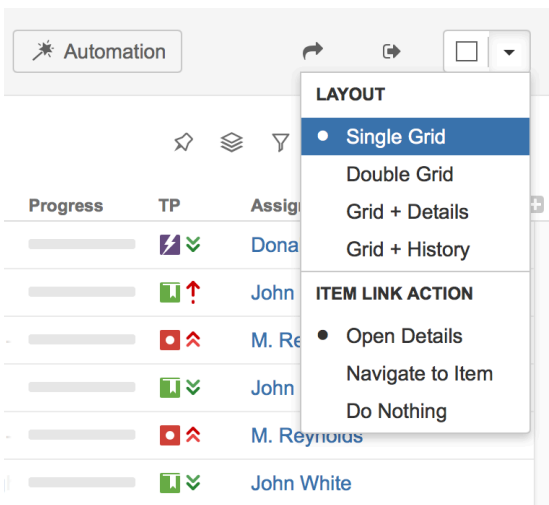 Automation
LAYOUT
Single Grid
Double Grid
Grid + Details
Grid + History
ITEM LINK ACTION
Open Details
Navigate to Item
Do Nothing
Progress TP Assig
Dona
John
M. Re
John
M. Reynolds
John White